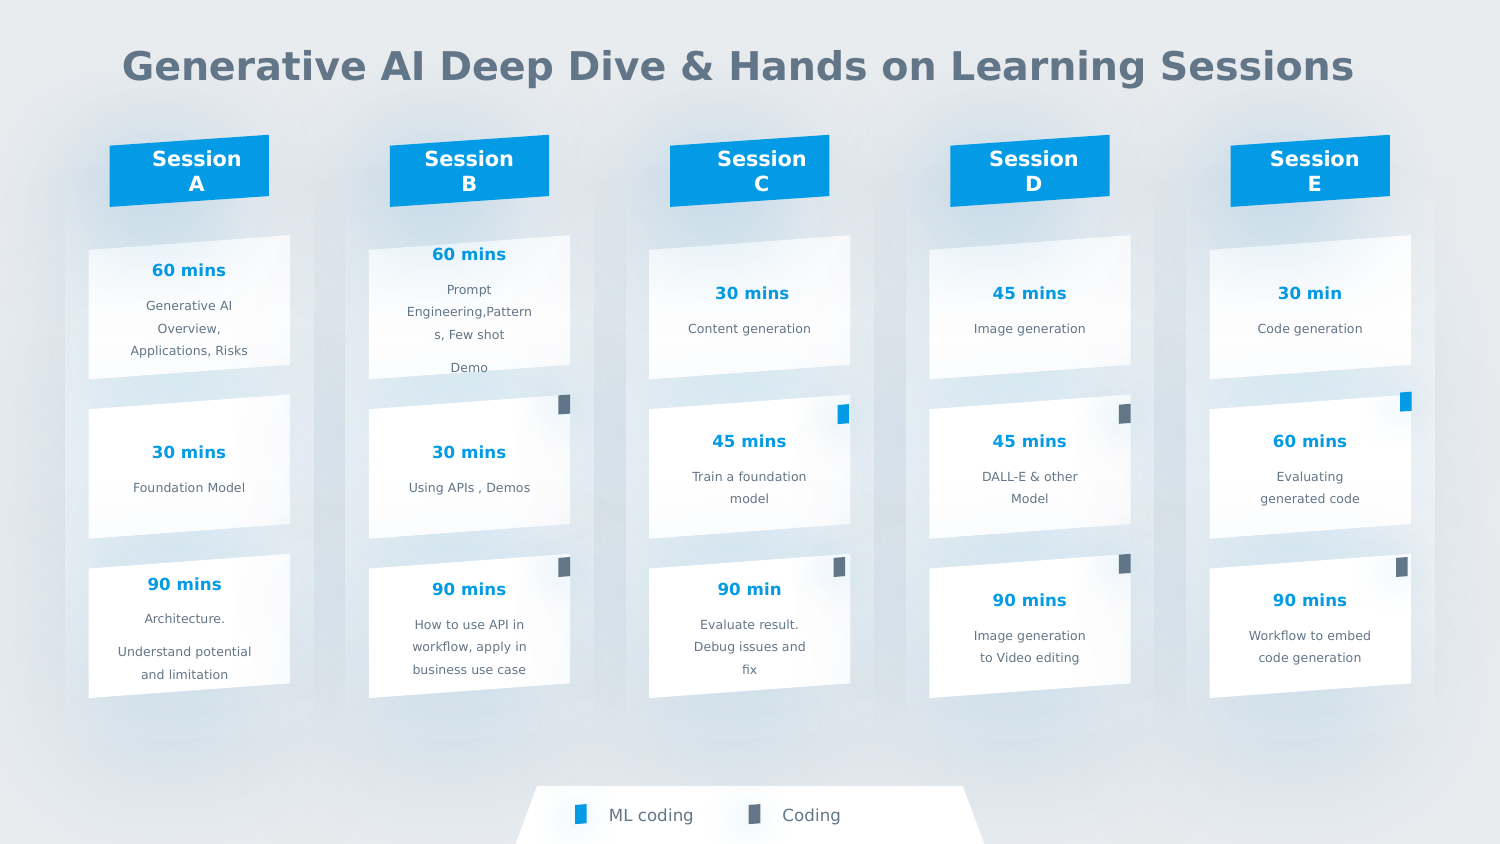 Generative AI Deep Dive & Hands on Learning Sessions
Session
A
60 mins
Generative AI
Overview,
Applications, Risks
30 mins
Foundation Model
90 mins
Architecture.
Understand potential
and limitation
Session
B
60 mins
Prompt
Engineering,Pattern
s, Few shot
Demo
30 mins
Using APIs , Demos
90 mins
How to use API in
workflow, apply in
business use case
Session
C
30 mins
Content generation
45 mins
Train a foundation
model
90 min
Evaluate result.
Debug issues and
fix
Session
D
45 mins
Image generation
45 mins
DALL-E & other
Model
90 mins
Image generation
to Video editing
Session
E
30 min
Code generation
60 mins
Evaluating
generated code
90 mins
Workflow to embed
code generation
ML coding
Coding